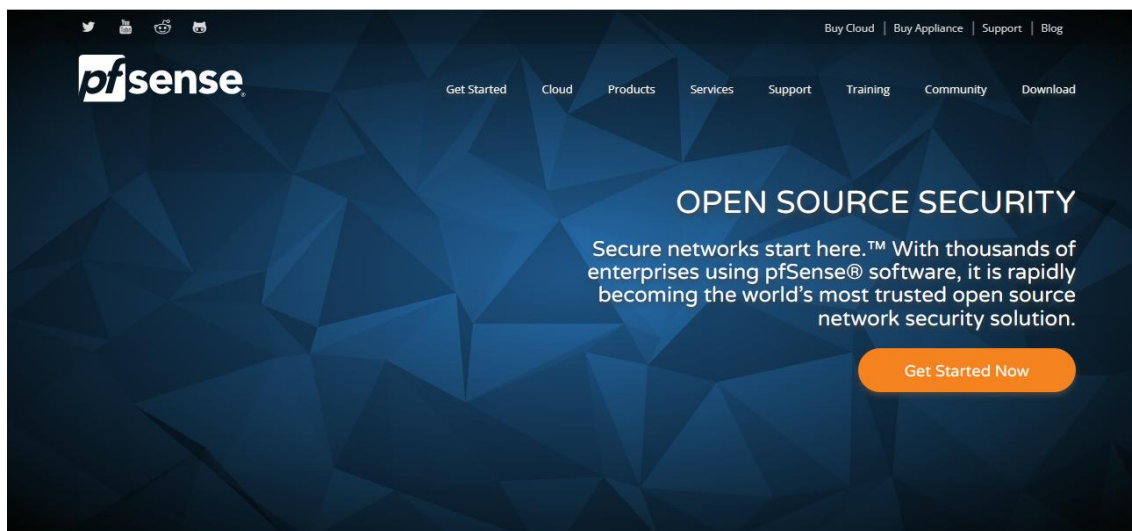 Buy Cloud | Buy Appliance | Support | Blog
pfsense®
Get Started Cloud Products Services Support Training Community Download
OPEN SOURCE SECURITY
Secure networks start here.™ With thousands of
enterprises using pfSense® software, it is rapidly
becoming the world’s most trusted open source
network security solution.
Get Started Now